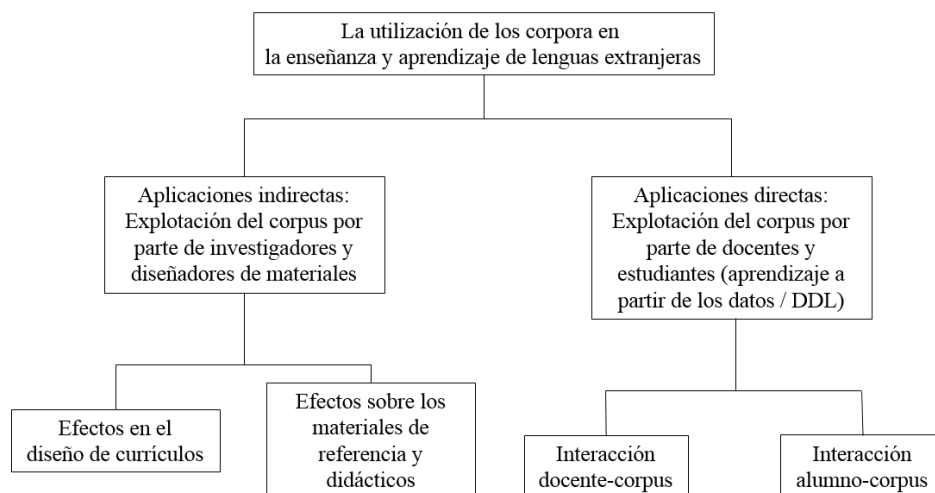 La utilización de los corpora en
la enseñanza y aprendizaje de lenguas extranjeras
Aplicaciones indirectas:
Explotación del corpus por
parte de investigadores y
diseñadores de materiales
Aplicaciones directas:
Explotación del corpus por
parte de docentes y
estudiantes (aprendizaje a
partir de los datos / DDL)
Efectos en el
diseño de currículos
Efectos sobre los
materiales de
referencia y
didácticos
Interacción
docente-corpus
Interacción
alumno-corpus